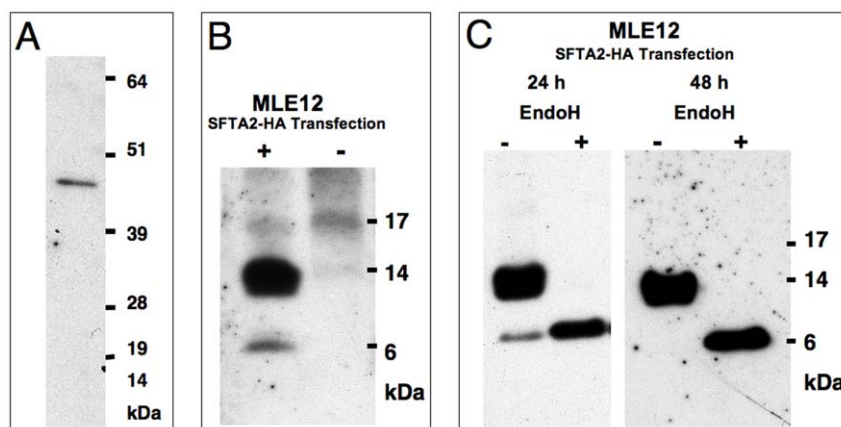 A
64
51
39
28
19
14
kDa
B
MLE12
SFTA2-HA Transfection
+ -
17
14
6
kDa
C
MLE12
SFTA2-HA Transfection
24 h 48 h
EndoH EndoH
- + - +
17
14
6
kDa